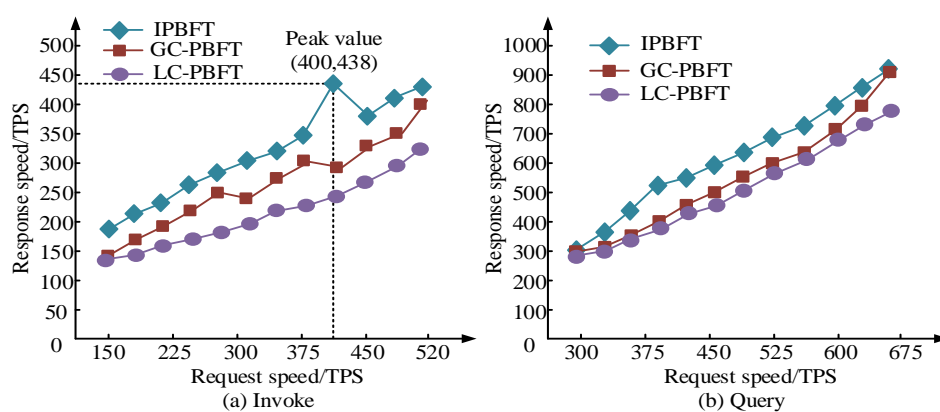 IPBFT
GC-PBFT
LC-PBFT
Peak value
(400,438)
Response speed/TPS
500
450
400
350
300
250
200
150
100
50
0
150 225 300 375 450 520
Request speed/TPS
(a) Invoke
IPBFT
GC-PBFT
LC-PBFT
Response speed/TPS
1000
900
800
700
600
500
400
300
200
100
0
300 375 450 525 600 675
Request speed/TPS
(b) Query